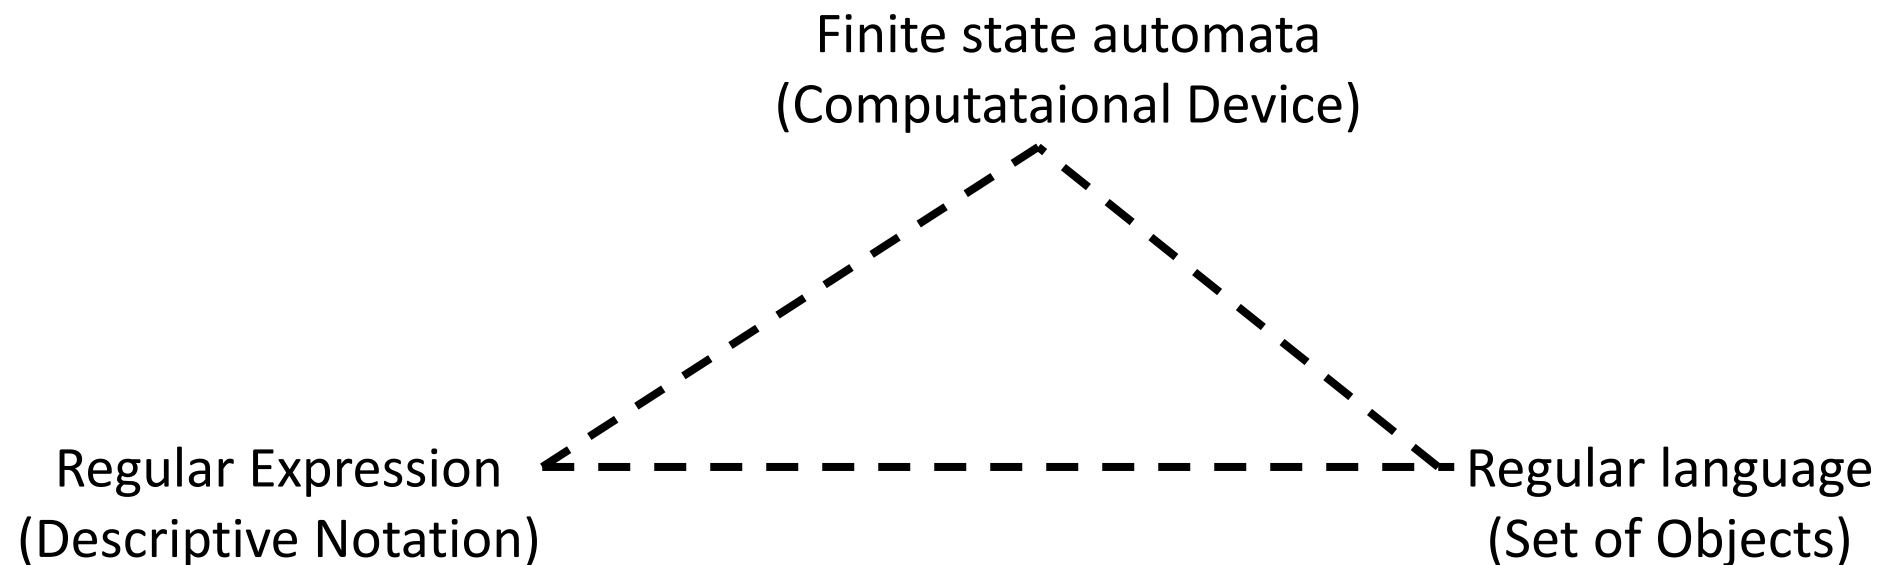 Finite state automata
(Computataional Device)
Regular Expression
(Descriptive Notation)
Regular language
(Set of Objects)